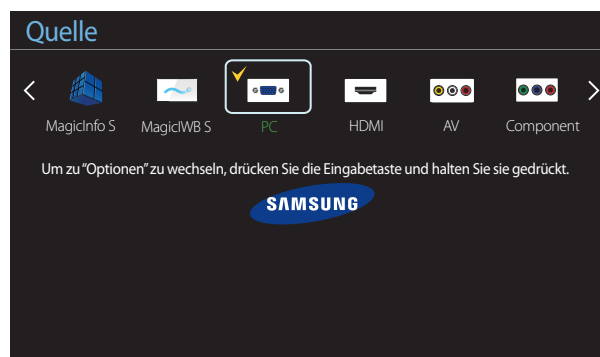 Quelle
MagicInfo S MagicIWB S PC HDMI AV Component
Um zu "Optionen" zu wechseln, drücken Sie die Eingabetaste und halten Sie sie gedrückt.
SAMSUNG